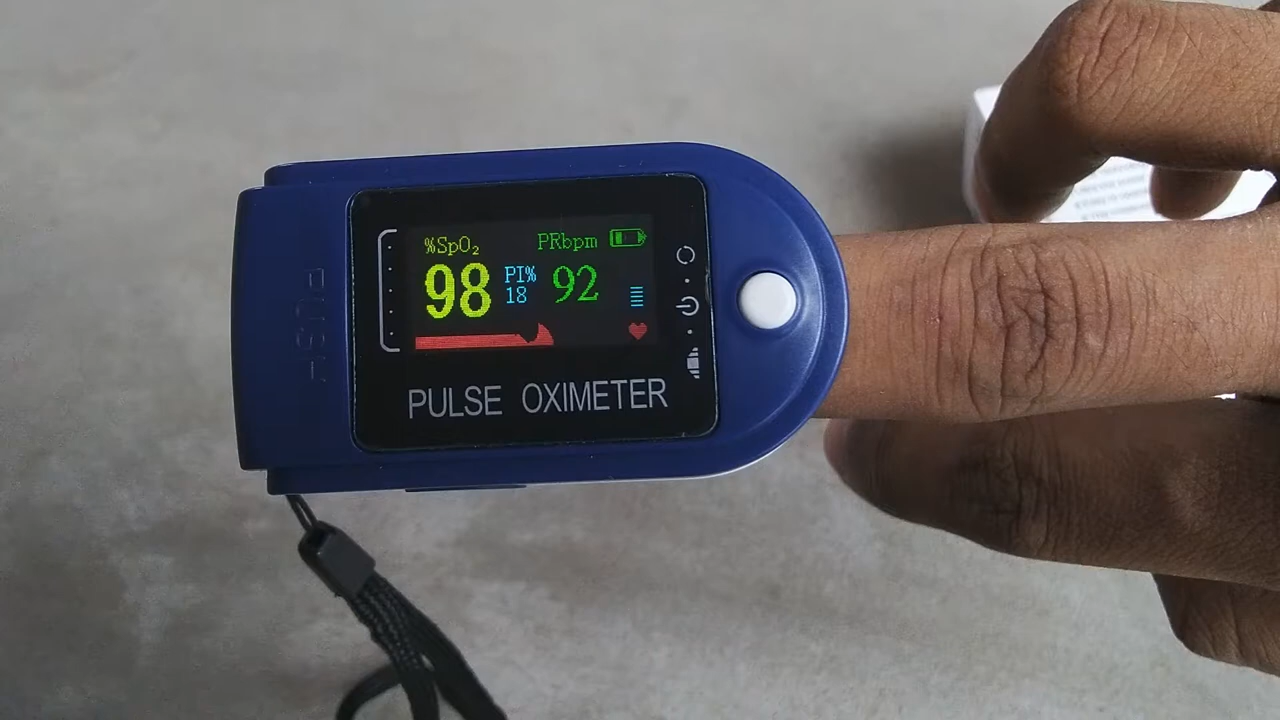 %SpO₂ PRbpm
98 PI% 92
18
PULSE OXIMETER